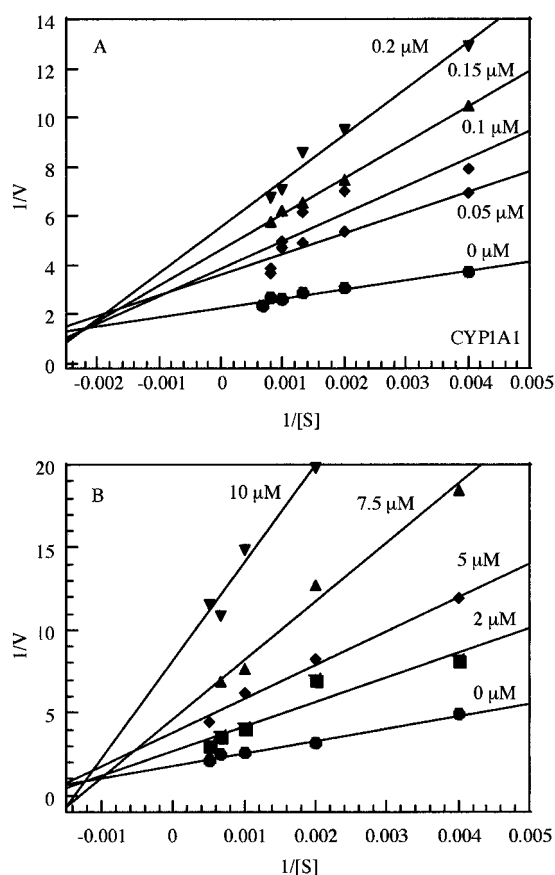 14
A
0.2 µM
12
0.15 µM
10
0.1 µM
8
1/V
6
0.05 µM
4
0 µM
2
CYP1A1
0
-0.002 -0.001 0 0.001 0.002 0.003 0.004 0.005
1/[S]
20
B
10 µM
7.5 µM
15
5 µM
1/V
10
2 µM
5
0 µM
0
-0.001 0 0.001 0.002 0.003 0.004 0.005
1/[S]